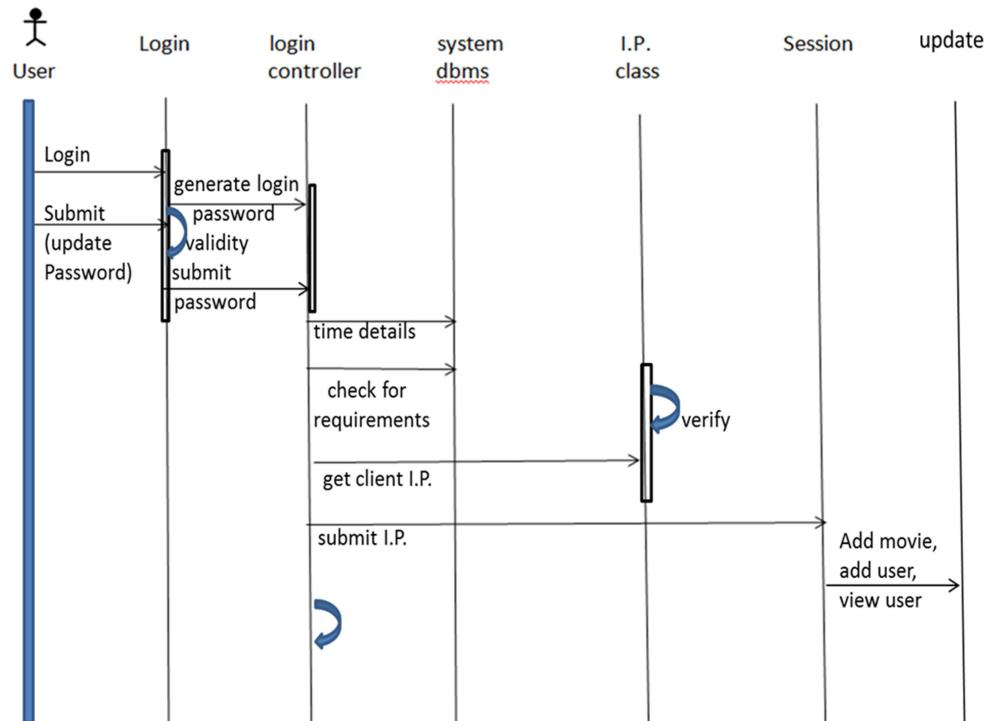 User
Login
login
controller
system
dbms
I.P.
class
Session
update
Login
generate login
password
Submit
(update
Password)
validity
submit
password
time details
check for
requirements
verify
get client I.P.
submit I.P.
Add movie,
add user,
view user